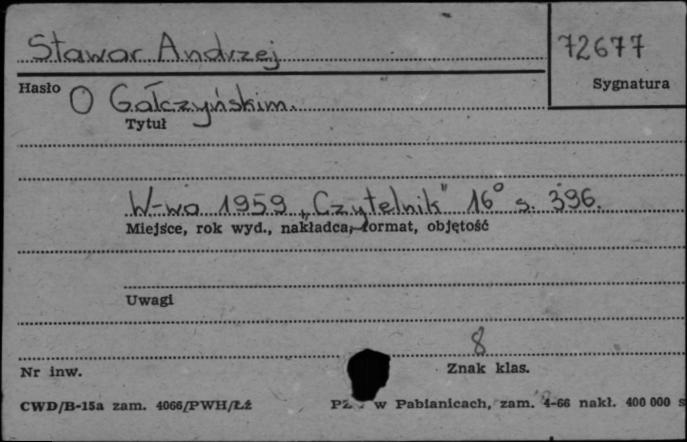 Stawar Andrzej
72677
Hasło
Sygnatura
O Gałczyńskim.
Tytuł
W-wa 1959 „Czytelnik" 16° s. 396.
Miejsce, rok wyd., nakładca, format, objętość
Uwagi
8
Nr inw.
Znak klas.
CWD/B-15a zam. 4066/PWH/Łź
w Pabianicach, zam. 4-66 nakł. 400 000 s